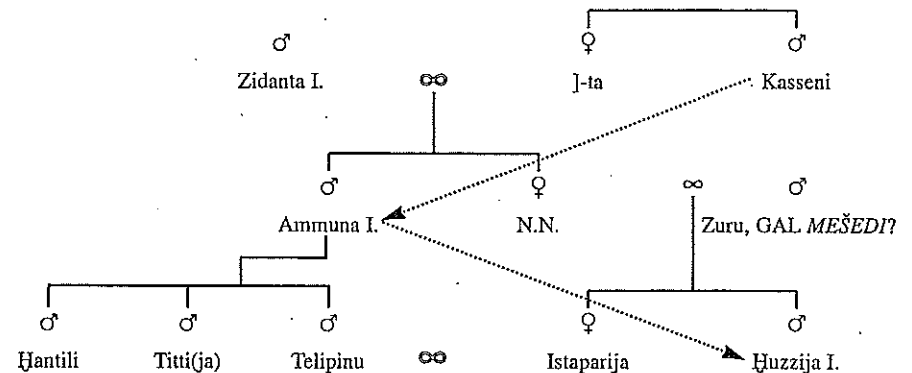 Zidanta I. ]-ta Kasseni
Ammuna I. N.N. Zuru, GAL MEŠEDI?
Ḫantili Titti(ja) Telipinu Istaparija Ḫuzzija I.